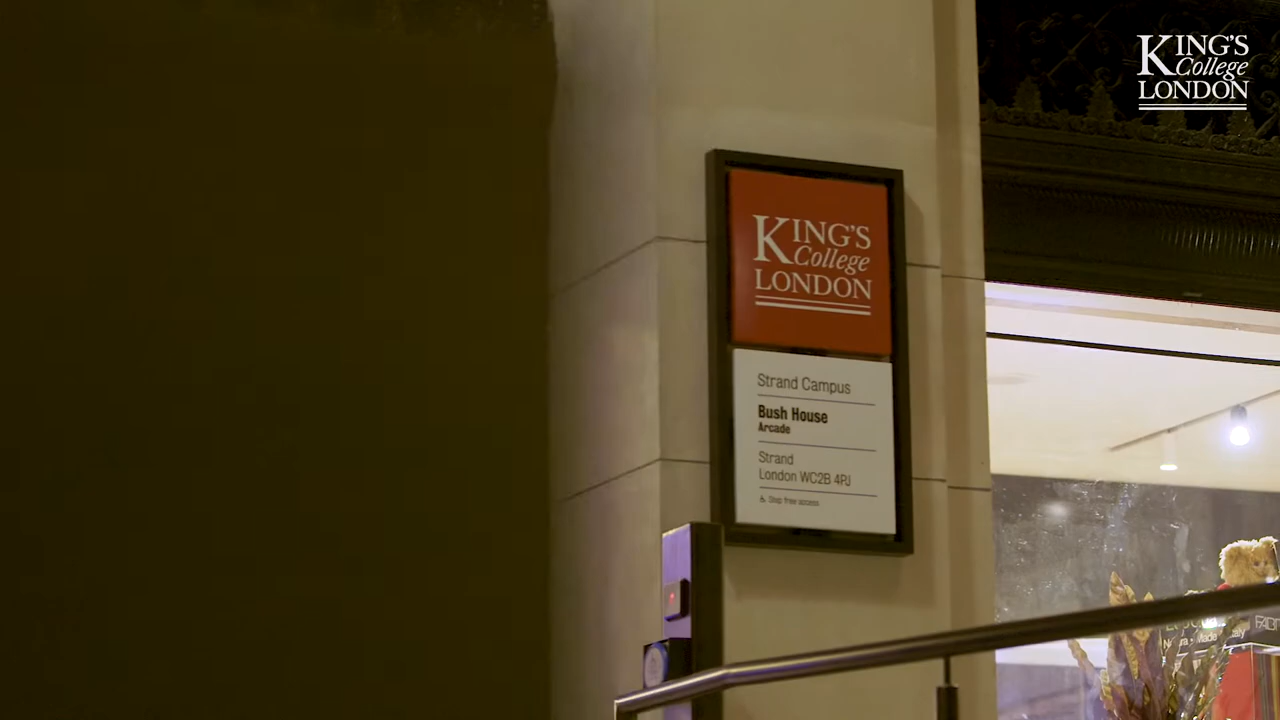 KING'S
College
LONDON
KING'S
College
LONDON
Strand Campus
Bush House
Arcade
Strand
London WC2B 4PJ
Step free access